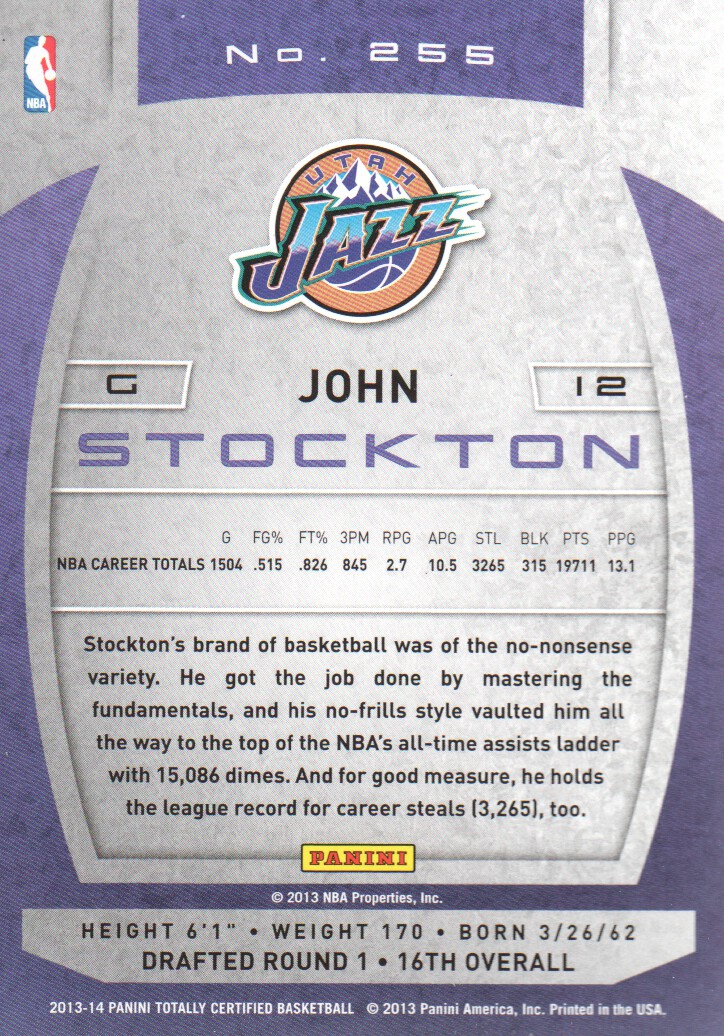 No. 255
NBA
UTAH
JAZZ
G JOHN 12
STOCKTON
G FG% FT% 3PM RPG APG STL BLK PTS PPG
NBA CAREER TOTALS 1504 .515 .826 845 2.7 10.5 3265 315 19711 13.1
Stockton's brand of basketball was of the no-nonsense
variety. He got the job done by mastering the
fundamentals, and his no-frills style vaulted him all
the way to the top of the NBA's all-time assists ladder
with 15,086 dimes. And for good measure, he holds
the league record for career steals (3,265), too.
PANINI
© 2013 NBA Properties, Inc.
HEIGHT 6'1" • WEIGHT 170 • BORN 3/26/62
DRAFTED ROUND 1 • 16TH OVERALL
2013-14 PANINI TOTALLY CERTIFIED BASKETBALL © 2013 Panini America, Inc. Printed in the USA.